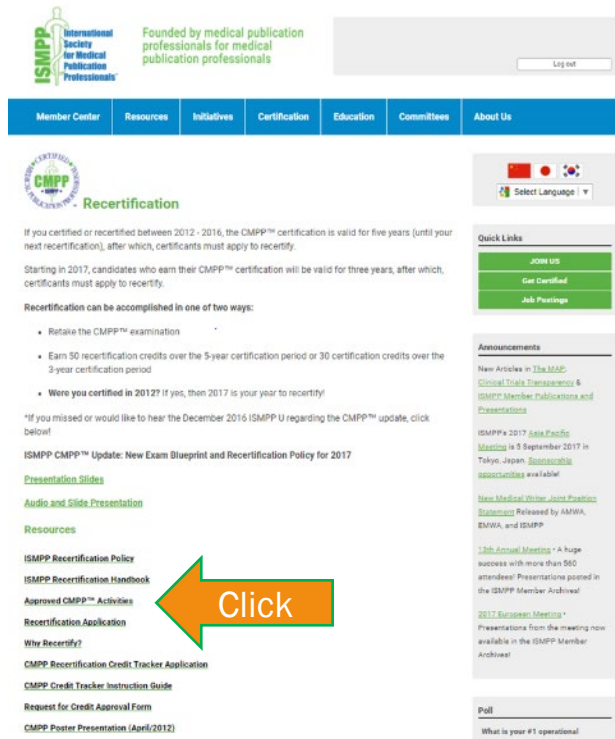 ISMPP
International
Society
for Medical
Publication
Professionals™
Founded by medical publication
professionals for medical
publication professionals
Log out
Member Center
Resources
Initiatives
Certification
Education
Committees
About Us
CERTIFIED
CMPP
ISMPP
PUBLICATION PROFESSIONALS
Recertification
If you certified or recertified between 2012 - 2016, the CMPP™ certification is valid for five years (until your
next recertification), after which, certificants must apply to recertify.
Starting in 2017, candidates who earn their CMPP™ certification will be valid for three years, after which,
certificants must apply to recertify.
Recertification can be accomplished in one of two ways:
• Retake the CMPP™ examination
• Earn 50 recertification credits over the 5-year certification period or 30 certification credits over the
3-year certification period
• Were you certified in 2012? If yes, then 2017 is your year to recertify!
*If you missed or would like to hear the December 2016 ISMPP U regarding the CMPP™ update, click
below!
ISMPP CMPP™ Update: New Exam Blueprint and Recertification Policy for 2017
Presentation Slides
Audio and Slide Presentation
Resources
ISMPP Recertification Policy
ISMPP Recertification Handbook
Approved CMPP™ Activities
Recertification Application
Why Recertify?
CMPP Recertification Credit Tracker Application
CMPP Credit Tracker Instruction Guide
Request for Credit Approval Form
CMPP Poster Presentation (April/2012)
Click
Select Language ▼
Quick Links
JOIN US
Get Certified
Job Postings
Announcements
New Articles in The MAP:
Clinical Trials Transparency &
ISMPP Member Publications and
Presentations
ISMPP's 2017 Asia Pacific
Meeting is 5 September 2017 in
Tokyo, Japan. Sponsorship
opportunities available!
New Medical Writer Joint Position
Statement Released by AMWA,
EMWA, and ISMPP
13th Annual Meeting • A huge
success with more than 560
attendees! Presentations posted in
the ISMPP Member Archives!
2017 European Meeting •
Presentations from the meeting now
available in the ISMPP Member
Archives!
Poll
What is your #1 operational